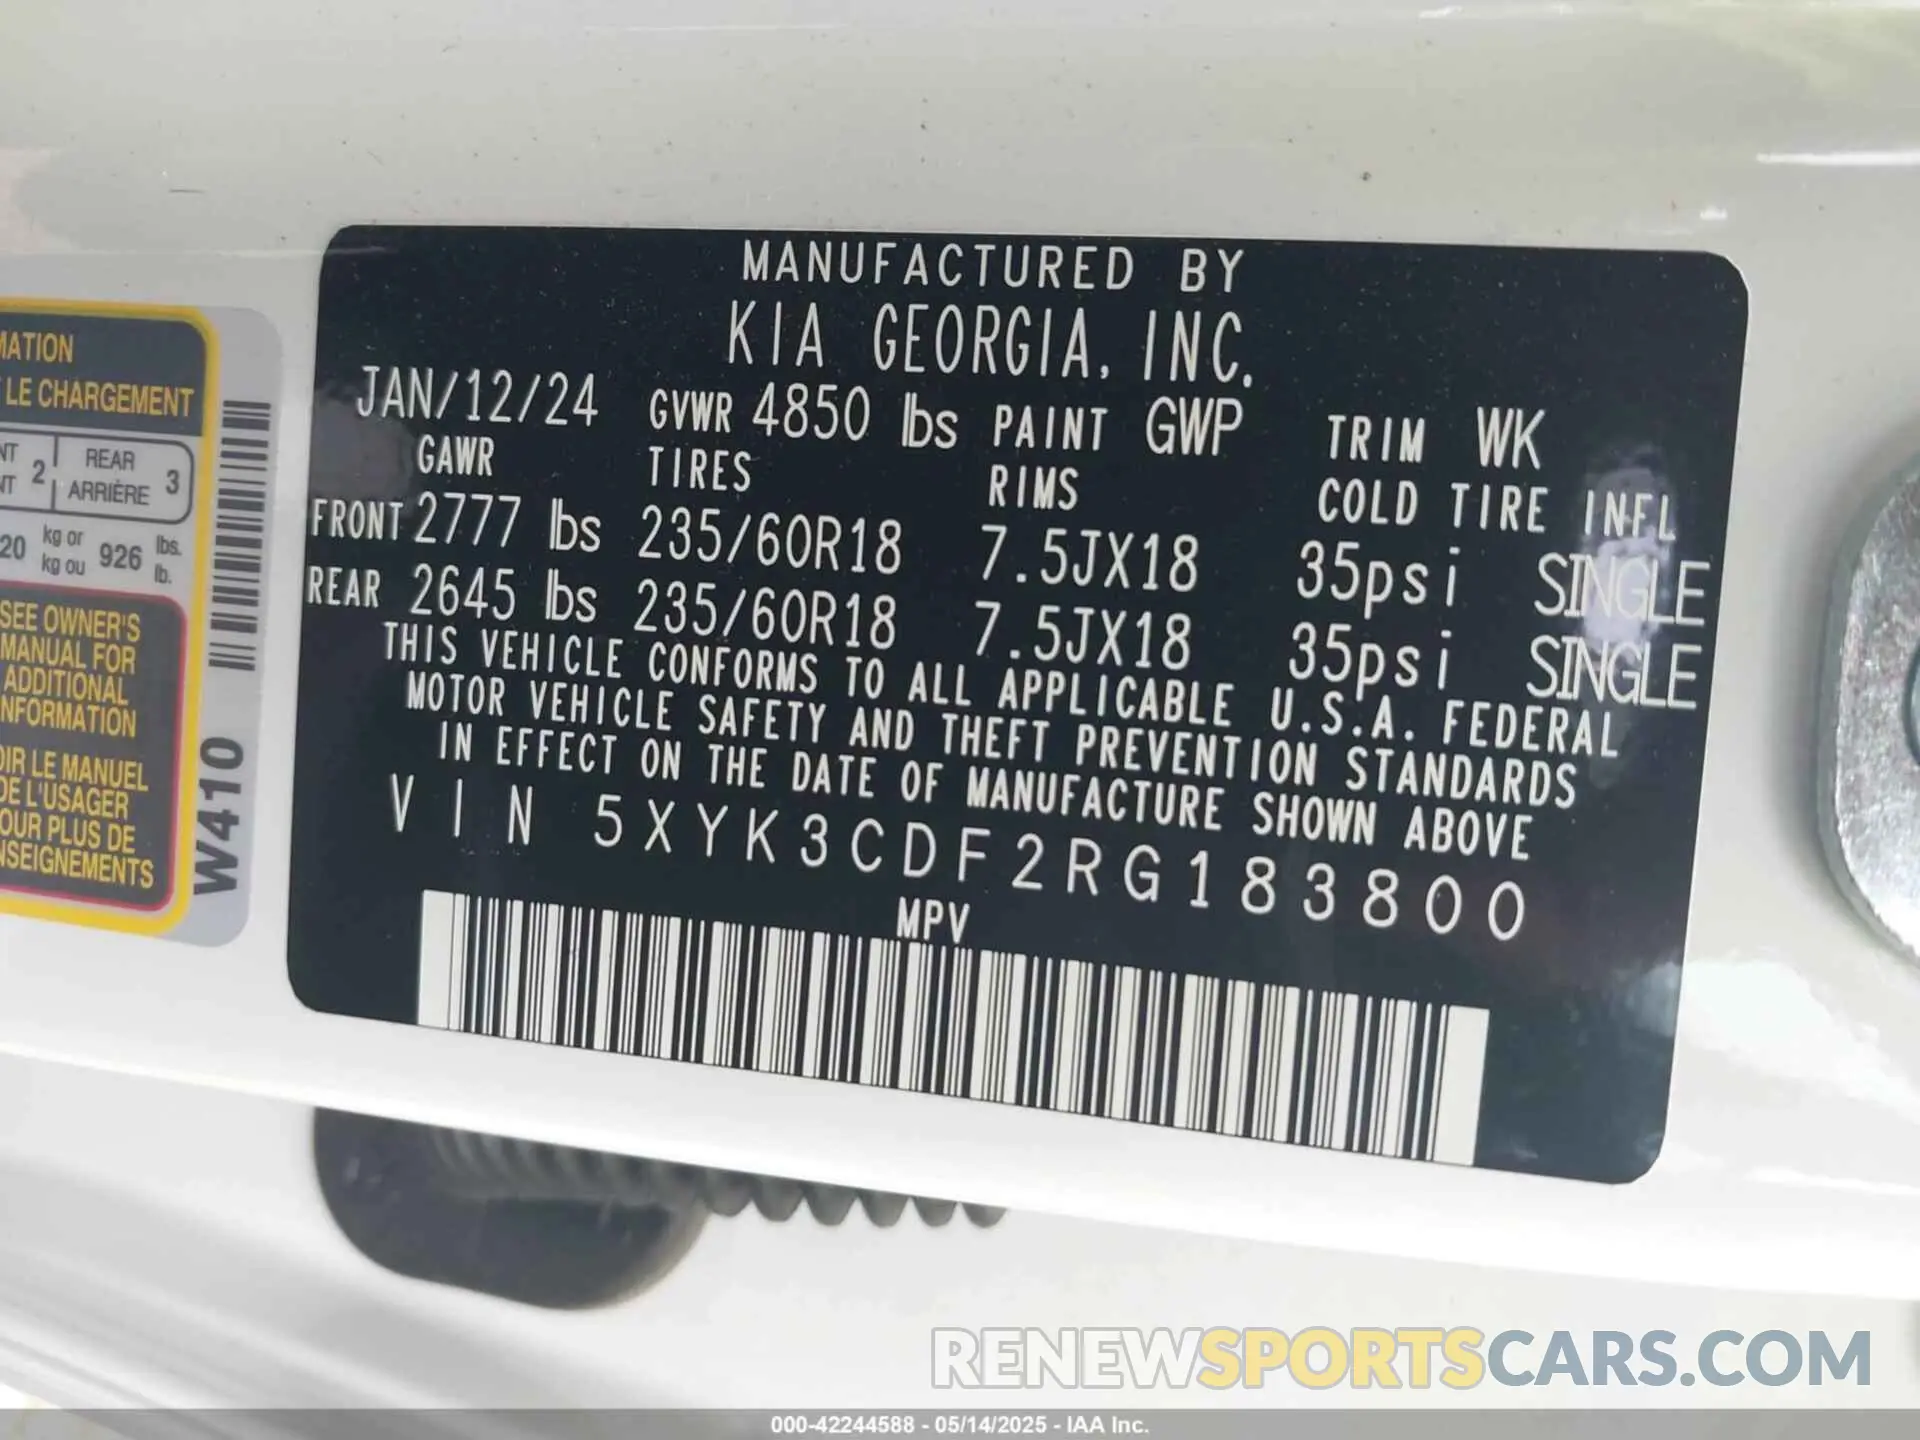 MANUFACTURED BY
KIA GEORGIA, INC.
JAN/12/24 GVWR 4850 lbs PAINT GWP TRIM WK
GAWR TIRES RIMS COLD TIRE INFL
FRONT 2777 lbs 235/60R18 7.5JX18 35psi SINGLE
REAR 2645 lbs 235/60R18 7.5JX18 35psi SINGLE
THIS VEHICLE CONFORMS TO ALL APPLICABLE U.S.A. FEDERAL
MOTOR VEHICLE SAFETY AND THEFT PREVENTION STANDARDS
IN EFFECT ON THE DATE OF MANUFACTURE SHOWN ABOVE
VIN 5XYK3CDF2RG183800
MPV
MATION
LE CHARGEMENT
NT 2 REAR 3
NT ARRIÈRE
20 kg or 926 lbs.
kg ou lb.
SEE OWNER'S
MANUAL FOR
ADDITIONAL
NFORMATION
OIR LE MANUEL
DE L'USAGER
OUR PLUS DE
NSEIGNEMENTS
W410
RENEWSPORTSCARS.COM
000-42244588 - 05/14/2025 - IAA Inc.